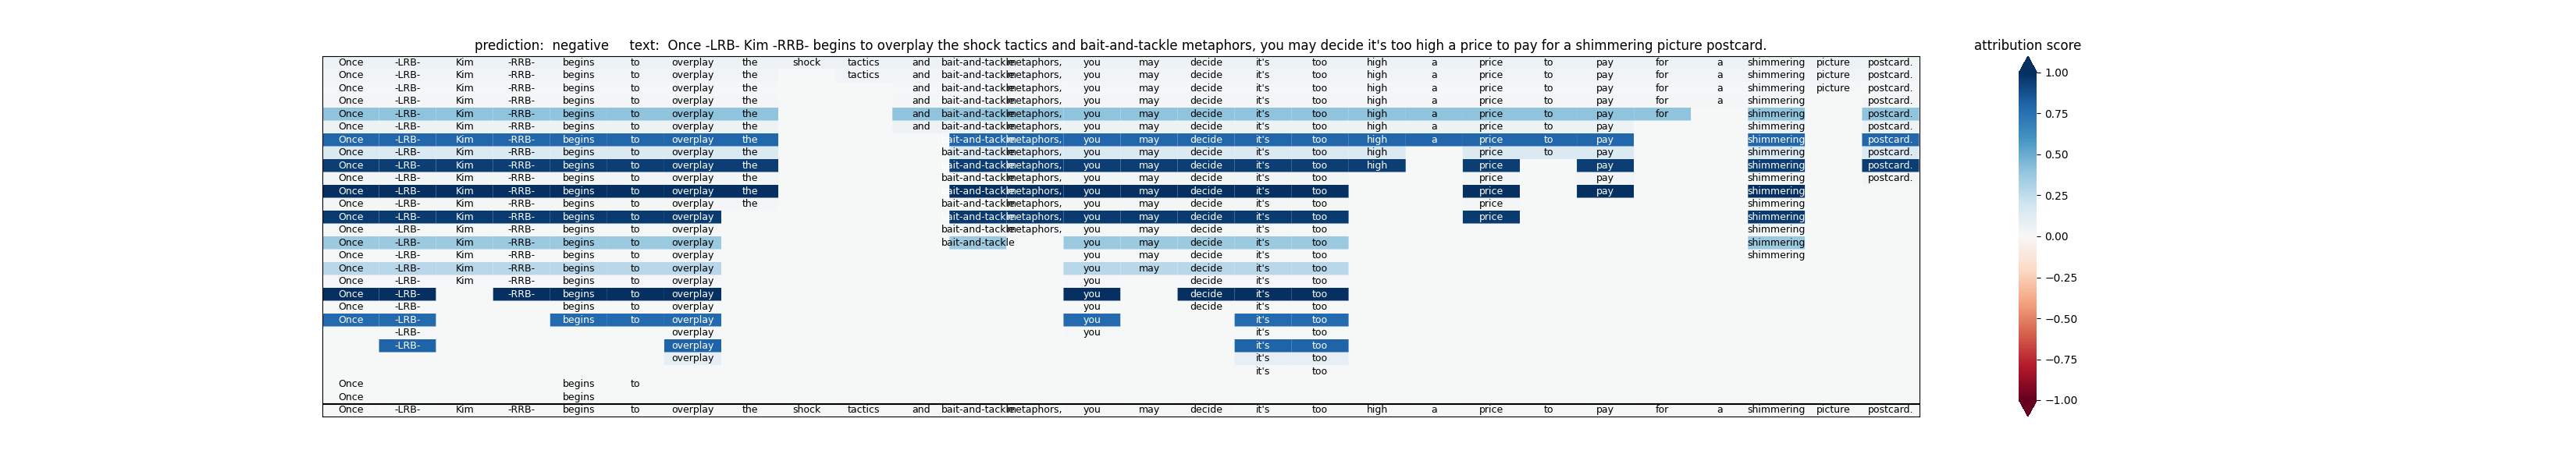 prediction: negative text: Once -LRB- Kim -RRB- begins to overplay the shock tactics and bait-and-tackle metaphors, you may decide it's too high a price to pay for a shimmering picture postcard. attribution score
Once -LRB- Kim -RRB- begins to overplay the shock tactics and bait-and-tackle metaphors, you may decide it's too high a price to pay for a shimmering picture postcard.
Once -LRB- Kim -RRB- begins to overplay the tactics and bait-and-tackle metaphors, you may decide it's too high a price to pay for a shimmering picture postcard.
Once -LRB- Kim -RRB- begins to overplay the and bait-and-tackle metaphors, you may decide it's too high a price to pay for a shimmering picture postcard.
Once -LRB- Kim -RRB- begins to overplay the and bait-and-tackle metaphors, you may decide it's too high a price to pay for a shimmering postcard.
Once -LRB- Kim -RRB- begins to overplay the and bait-and-tackle metaphors, you may decide it's too high a price to pay for shimmering postcard.
Once -LRB- Kim -RRB- begins to overplay the and bait-and-tackle metaphors, you may decide it's too high a price to pay shimmering postcard.
Once -LRB- Kim -RRB- begins to overplay the bait-and-tackle metaphors, you may decide it's too high a price to pay shimmering postcard.
Once -LRB- Kim -RRB- begins to overplay the bait-and-tackle metaphors, you may decide it's too high price to pay shimmering postcard.
Once -LRB- Kim -RRB- begins to overplay the bait-and-tackle metaphors, you may decide it's too high price pay shimmering postcard.
Once -LRB- Kim -RRB- begins to overplay the bait-and-tackle metaphors, you may decide it's too price pay shimmering postcard.
Once -LRB- Kim -RRB- begins to overplay the bait-and-tackle metaphors, you may decide it's too price pay shimmering
Once -LRB- Kim -RRB- begins to overplay the bait-and-tackle metaphors, you may decide it's too price shimmering
Once -LRB- Kim -RRB- begins to overplay bait-and-tackle metaphors, you may decide it's too price shimmering
Once -LRB- Kim -RRB- begins to overplay bait-and-tackle metaphors, you may decide it's too shimmering
Once -LRB- Kim -RRB- begins to overplay bait-and-tackle you may decide it's too shimmering
Once -LRB- Kim -RRB- begins to overplay you may decide it's too shimmering
Once -LRB- Kim -RRB- begins to overplay you may decide it's too
Once -LRB- Kim -RRB- begins to overplay you decide it's too
Once -LRB- -RRB- begins to overplay you decide it's too
Once -LRB- begins to overplay you decide it's too
Once -LRB- begins to overplay you it's too
-LRB- overplay you it's too
-LRB- overplay it's too
overplay it's too
it's too
Once begins to
Once begins
Once -LRB- Kim -RRB- begins to overplay the shock tactics and bait-and-tackle metaphors, you may decide it's too high a price to pay for a shimmering picture postcard.
1.00
0.75
0.50
0.25
0.00
−0.25
−0.50
−0.75
−1.00